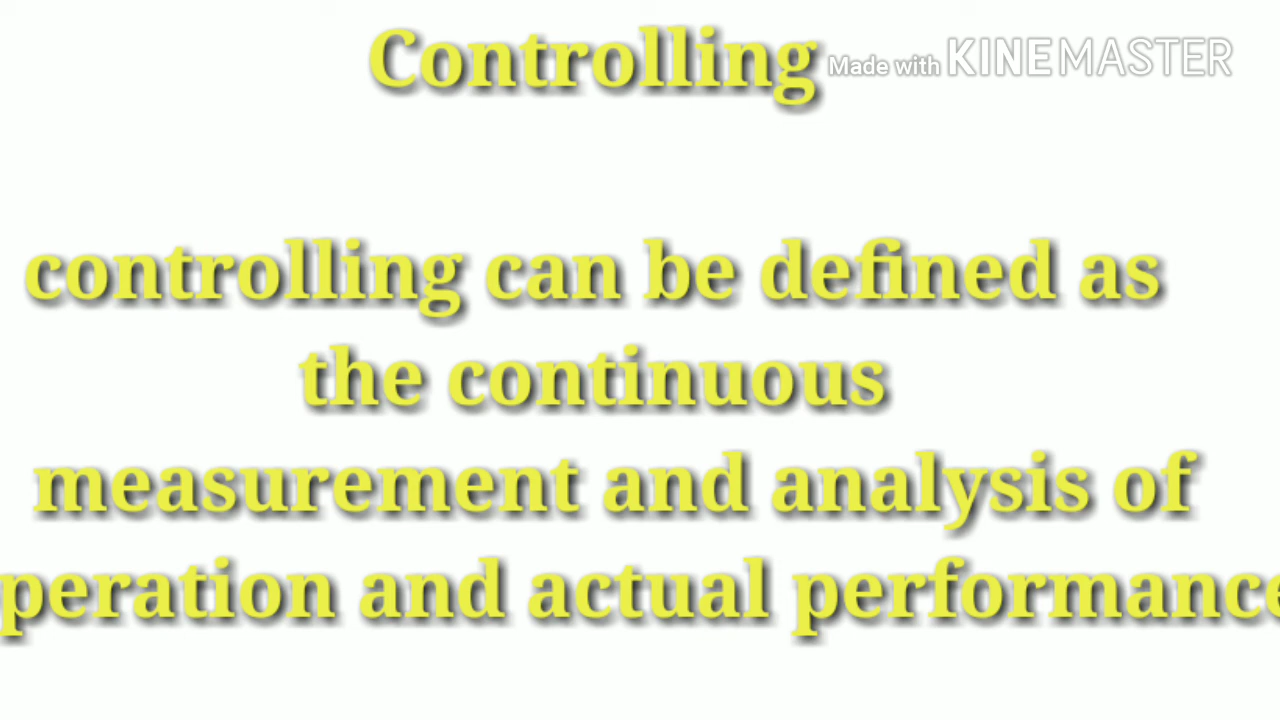 Controlling
Made with KINEMASTER
controlling can be defined as
the continuous
measurement and analysis of
peration and actual performance